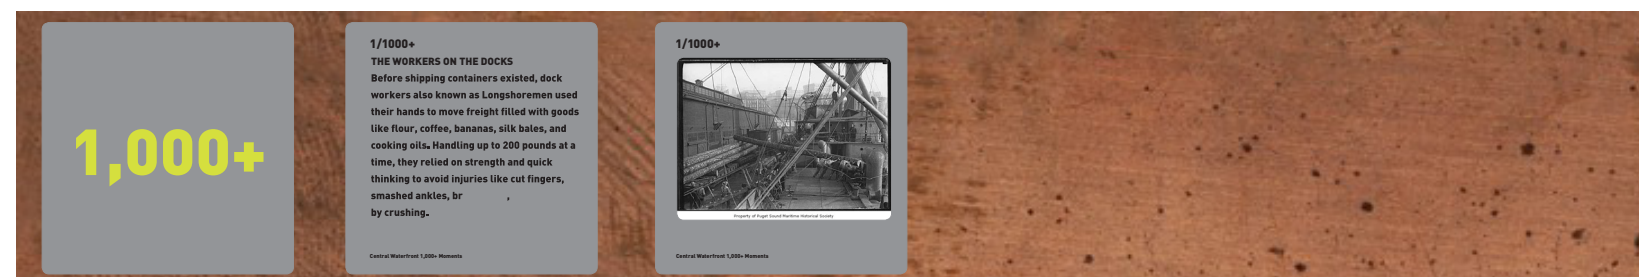 1,000+
1/1000+
THE WORKERS ON THE DOCKS
Before shipping containers existed, dock
workers also known as Longshoremen used
their hands to move freight filled with goods
like flour, coffee, bananas, silk bales, and
cooking oils. Handling up to 200 pounds at a
time, they relied on strength and quick
thinking to avoid injuries like cut fingers,
smashed ankles, br ,
by crushing.
Central Waterfront 1,000+ Moments
1/1000+
Property of Puget Sound Maritime Historical Society
Central Waterfront 1,000+ Moments